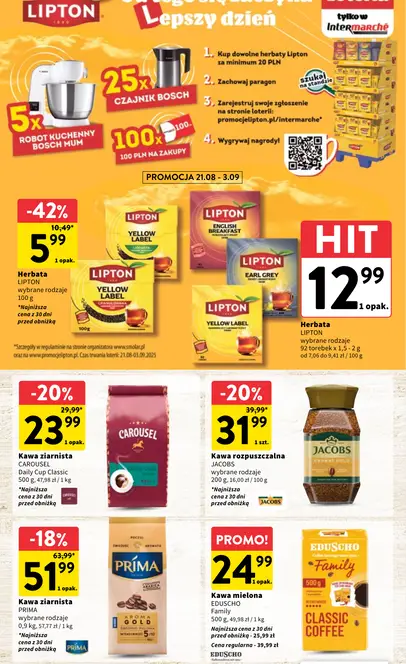 LIPTON
Lepszy dzień
tylko w
Intermarché
1. Kup dowolne herbaty Lipton
za minimum 20 PLN
2. Zachowaj paragon
3. Zarejestruj swoje zgłoszenie
na stronie loterii:
promocjelipton.pl/intermarche*
4. Wygrywaj nagrody!
szukaj
na standzie
25x
CZAJNIK BOSCH
5x
ROBOT KUCHENNY
BOSCH MUM
100x
100 PLN NA ZAKUPY
PROMOCJA 21.08 - 3.09
-42%
10,49*
5 99
1 opak.
Herbata
LIPTON
wybrane rodzaje
100 g
*Najniższa
cena z 30 dni
przed obniżką
LIPTON
YELLOW
LABEL
LIPTON
YELLOW
LABEL
100g
LIPTON
ENGLISH
BREAKFAST
LIPTON
EARL GREY
LIPTON
YELLOW LABEL
HIT
12 99
1 opak.
Herbata
LIPTON
wybrane rodzaje
92 torebek x 1,5 - 2 g
od 7,06 do 9,41 zł / 100 g
*Szczegóły w regulaminie na stronie organizatora www.smolar.pl
oraz na www.promocjelipton.pl. Czas trwania loterii: 21.08-03.09.2025
-20%
29,99*
23 99
1 opak.
Kawa ziarnista
CAROUSEL
Daily Cup Classic
500 g, 47,98 zł / 1 kg
*Najniższa
cena z 30 dni
przed obniżką
CAROUSEL
-20%
39,99*
31 99
1 szt.
Kawa rozpuszczalna
JACOBS
wybrane rodzaje
200 g, 16,00 zł / 100 g
*Najniższa
cena z 30 dni
przed obniżką
JACOBS
JACOBS
-18%
63,99*
51 99
1 opak.
Kawa ziarnista
PRIMA
wybrane rodzaje
0,9 kg, 57,77 zł / 1 kg
*Najniższa
cena z 30 dni
przed obniżką
PRIMA
PRÍMA
AROMA
GOLD
PROMO!
24 99
1 opak.
Kawa mielona
EDUSCHO
Family
500 g, 49,98 zł / 1 kg
Najniższa cena z 30 dni
przed obniżką - 25,99 zł
Cena regularna - 39,99 zł
EDUSCHO
EDUSCHO
Family
500 g
CLASSIC
COFFEE